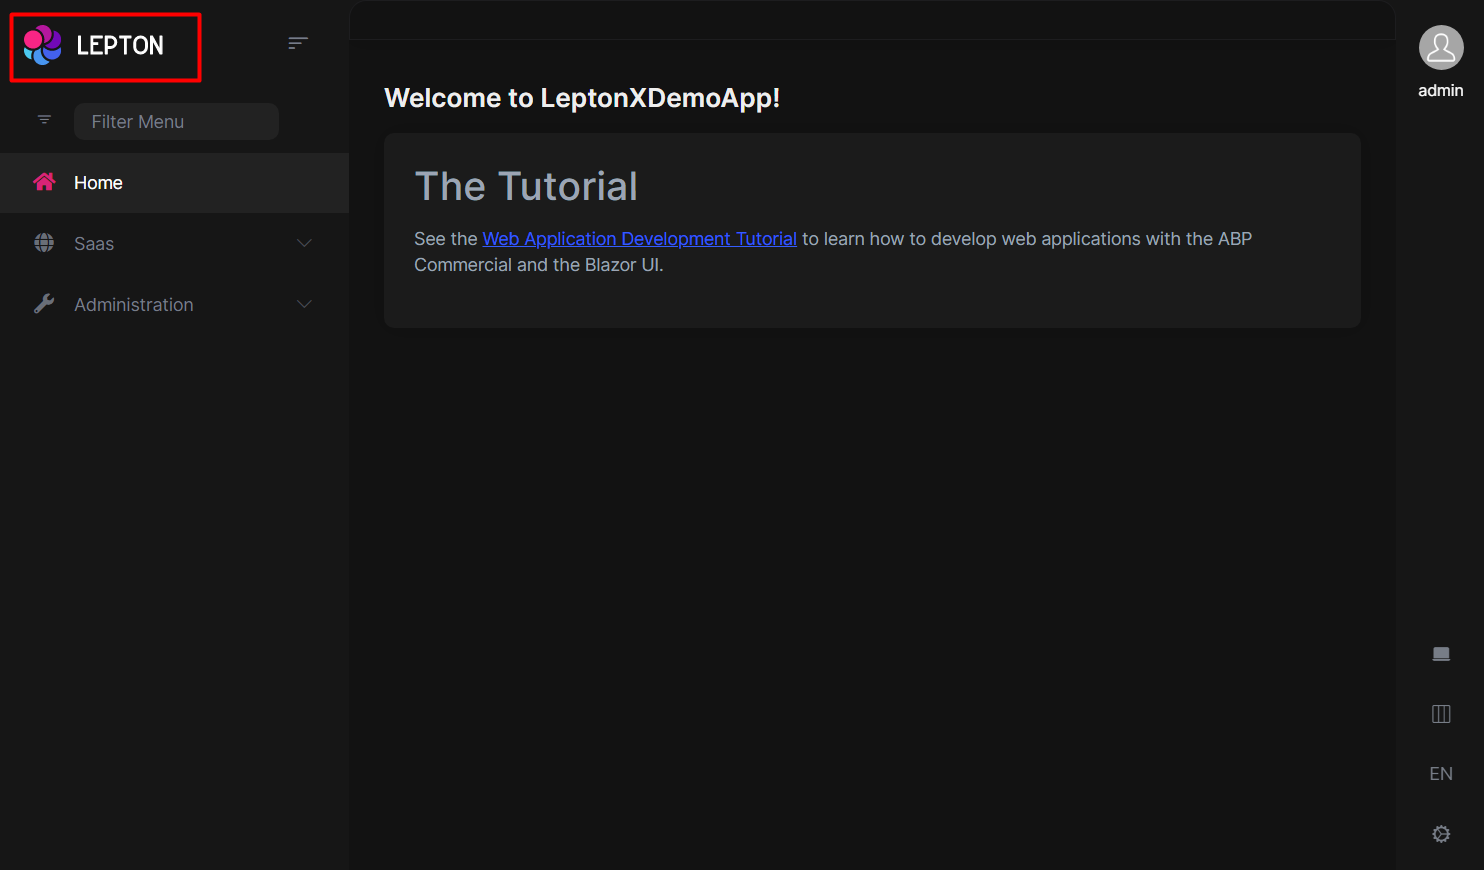 LEPTON
Filter Menu
Home
Saas
Administration
Welcome to LeptonXDemoApp!
The Tutorial
See the Web Application Development Tutorial to learn how to develop web applications with the ABP
Commercial and the Blazor UI.
admin
EN